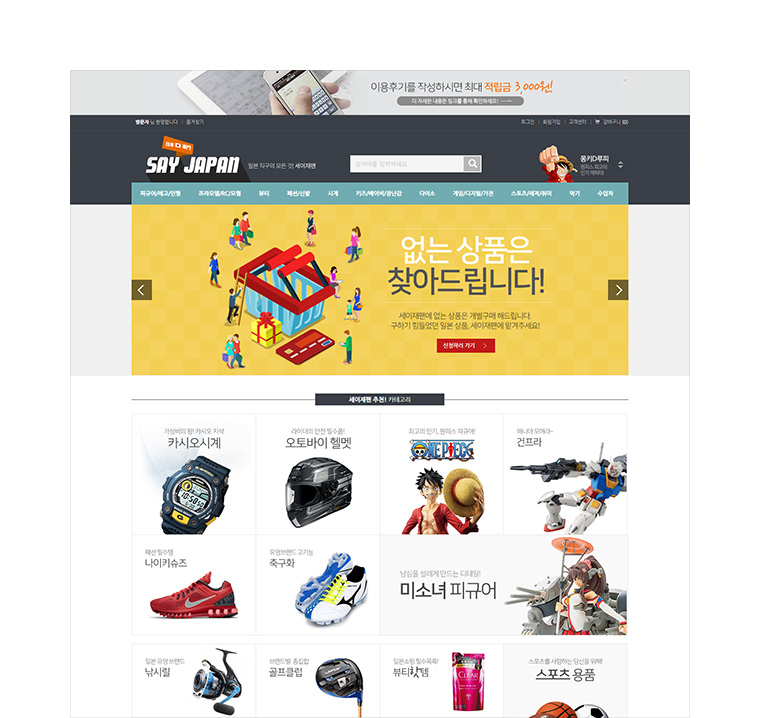 이용후기를 작성하시면 최대 적립금 3,000원!
더 자세한 내용은 링크를 통해 확인하세요!
방문자 님 환영합니다 | 즐겨찾기
로그인 | 회원가입 | 고객센터 | 장바구니
SAY JAPAN
일본 직구의 모든 것! 세이재팬
검색어를 입력하세요
몽키D루피
원피스 최고의
인기 캐릭터!
피규어/레고/인형 프라모델/RC/모형 뷰티 패션/신발 시계 키즈/베이비/장난감 다이소 게임/디지털/가전 스포츠/레져/취미 악기 수입차
없는 상품은
찾아드립니다!
세이재팬에 없는 상품은 개별구매 해드립니다.
구하기 힘들었던 일본 상품, 세이재팬에 맡겨주세요!
신청하러 가기 >
세이재팬 추천! 카테고리
가성비의 왕! 카시오 지샥
카시오시계
라이더의 안전 필수품!
오토바이 헬멧
최고의 인기, 원피스 피규어!
ONE PIECE
매니아 모여라~
건프라
패션 필수템
나이키슈즈
유명브랜드 고기능
축구화
남심을 설레게 만드는 디테일!
미소녀 피규어
일본 유명 브랜드
낚시릴
브랜드별 총집합
골프클럽
일본쇼핑 필수목록!
뷰티핫템
CLEAR
스포츠를 사랑하는 당신을 위해!
스포츠 용품